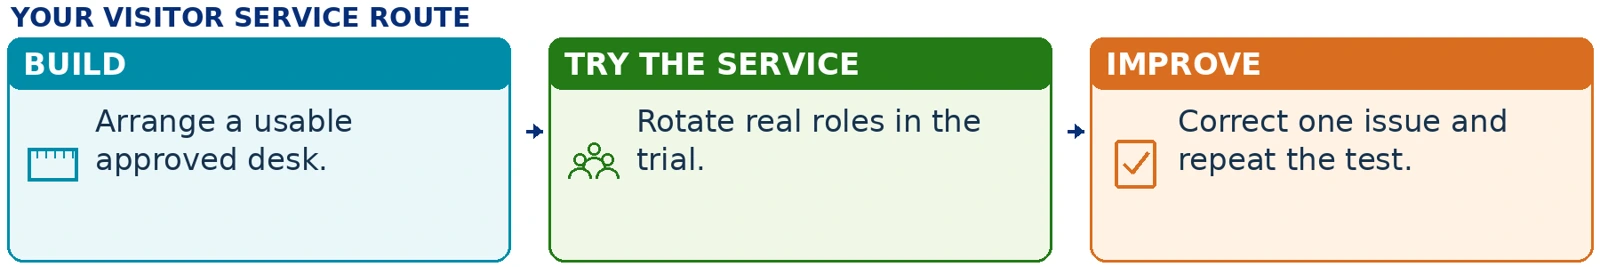 YOUR VISITOR SERVICE ROUTE
BUILD
Arrange a usable
approved desk.
TRY THE SERVICE
Rotate real roles in the
trial.
IMPROVE
Correct one issue and
repeat the test.